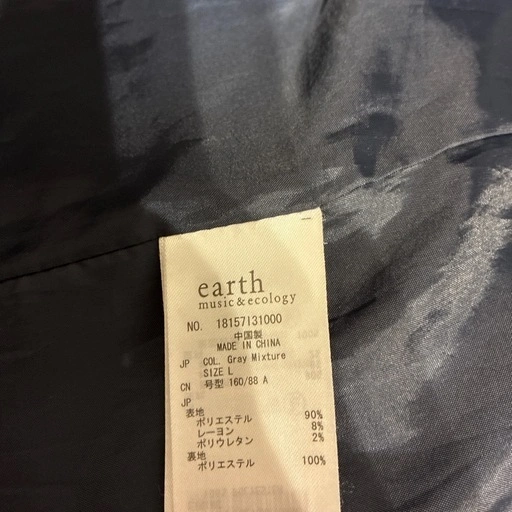 earth
music&ecology
NO. 18157131000
中国製
MADE IN CHINA
JP COL. Gray Mixture
SIZE L
CN 号型 160/88 A
JP
表地
ポリエステル 90%
レーヨン 8%
ポリウレタン 2%
裏地
ポリエステル 100%